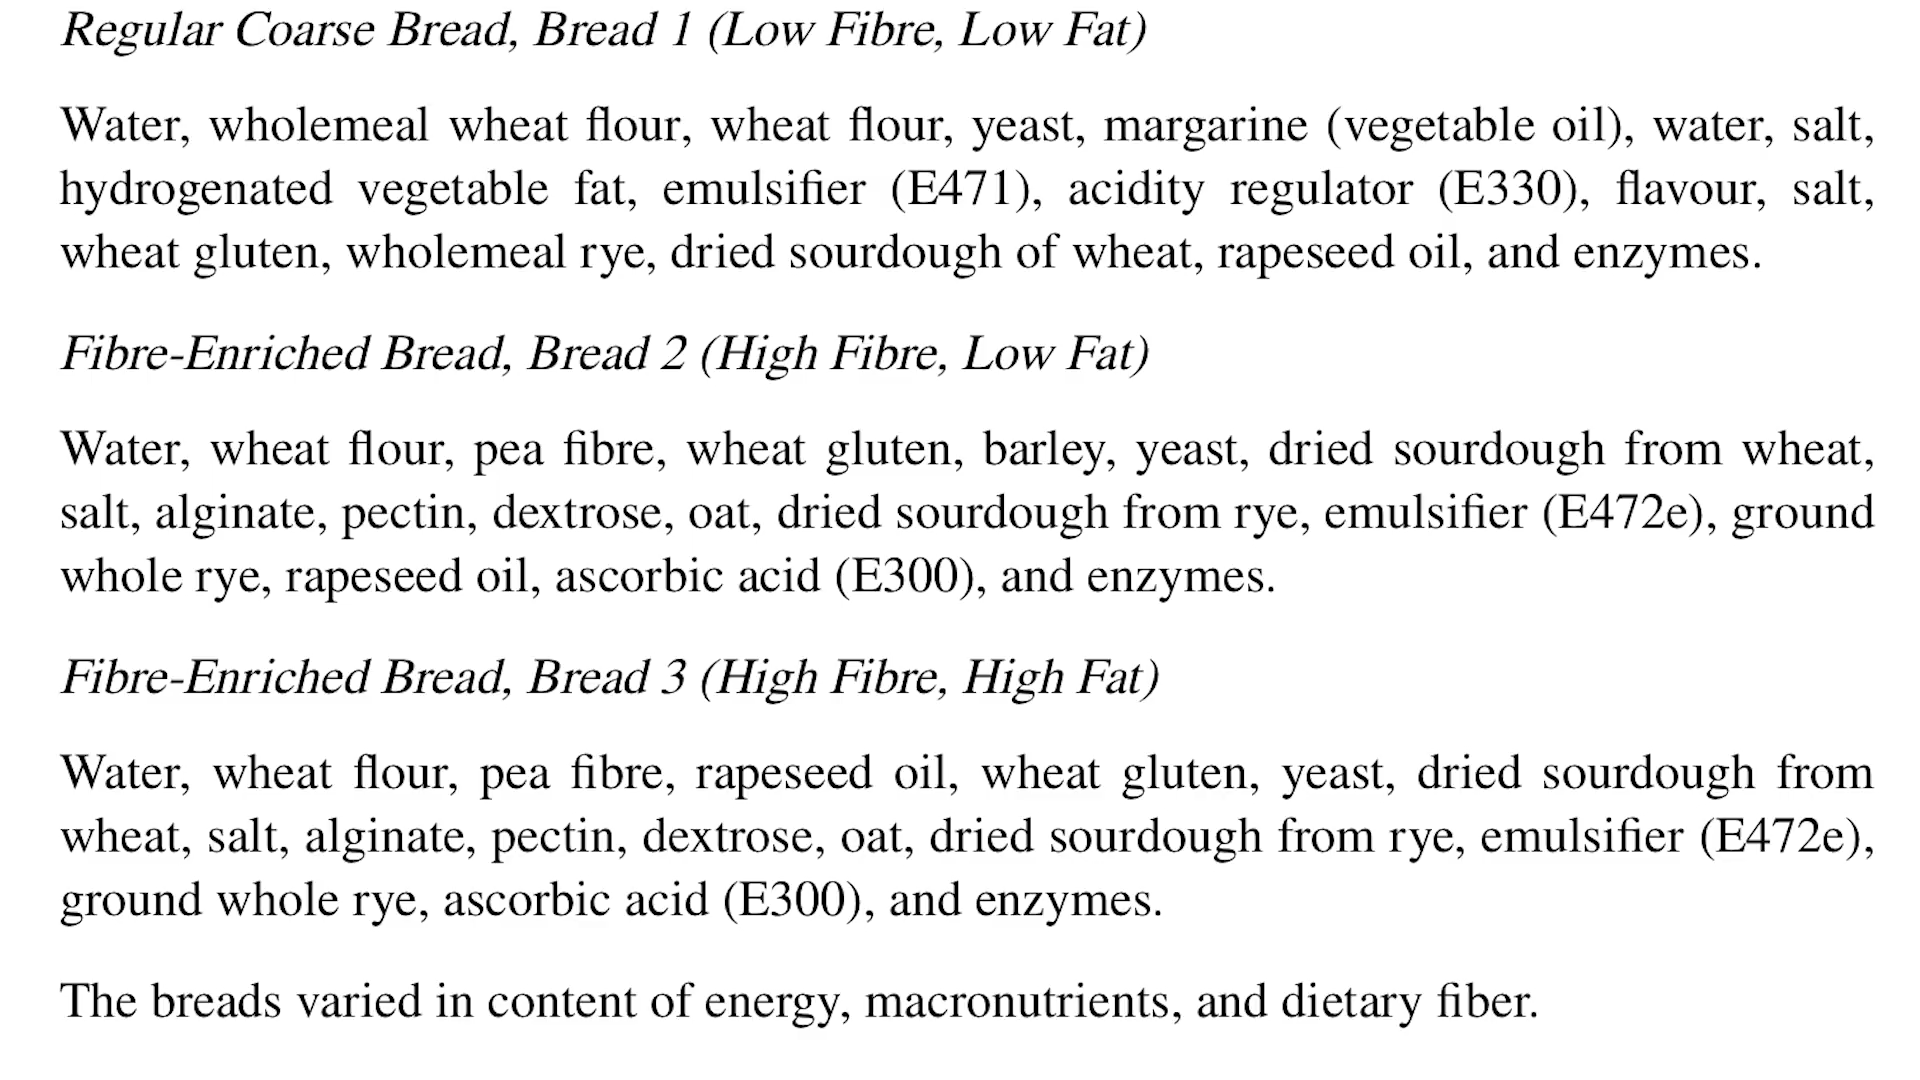 Regular Coarse Bread, Bread 1 (Low Fibre, Low Fat)
Water, wholemeal wheat flour, wheat flour, yeast, margarine (vegetable oil), water, salt,
hydrogenated vegetable fat, emulsifier (E471), acidity regulator (E330), flavour, salt,
wheat gluten, wholemeal rye, dried sourdough of wheat, rapeseed oil, and enzymes.
Fibre-Enriched Bread, Bread 2 (High Fibre, Low Fat)
Water, wheat flour, pea fibre, wheat gluten, barley, yeast, dried sourdough from wheat,
salt, alginate, pectin, dextrose, oat, dried sourdough from rye, emulsifier (E472e), ground
whole rye, rapeseed oil, ascorbic acid (E300), and enzymes.
Fibre-Enriched Bread, Bread 3 (High Fibre, High Fat)
Water, wheat flour, pea fibre, rapeseed oil, wheat gluten, yeast, dried sourdough from
wheat, salt, alginate, pectin, dextrose, oat, dried sourdough from rye, emulsifier (E472e),
ground whole rye, ascorbic acid (E300), and enzymes.
The breads varied in content of energy, macronutrients, and dietary fiber.